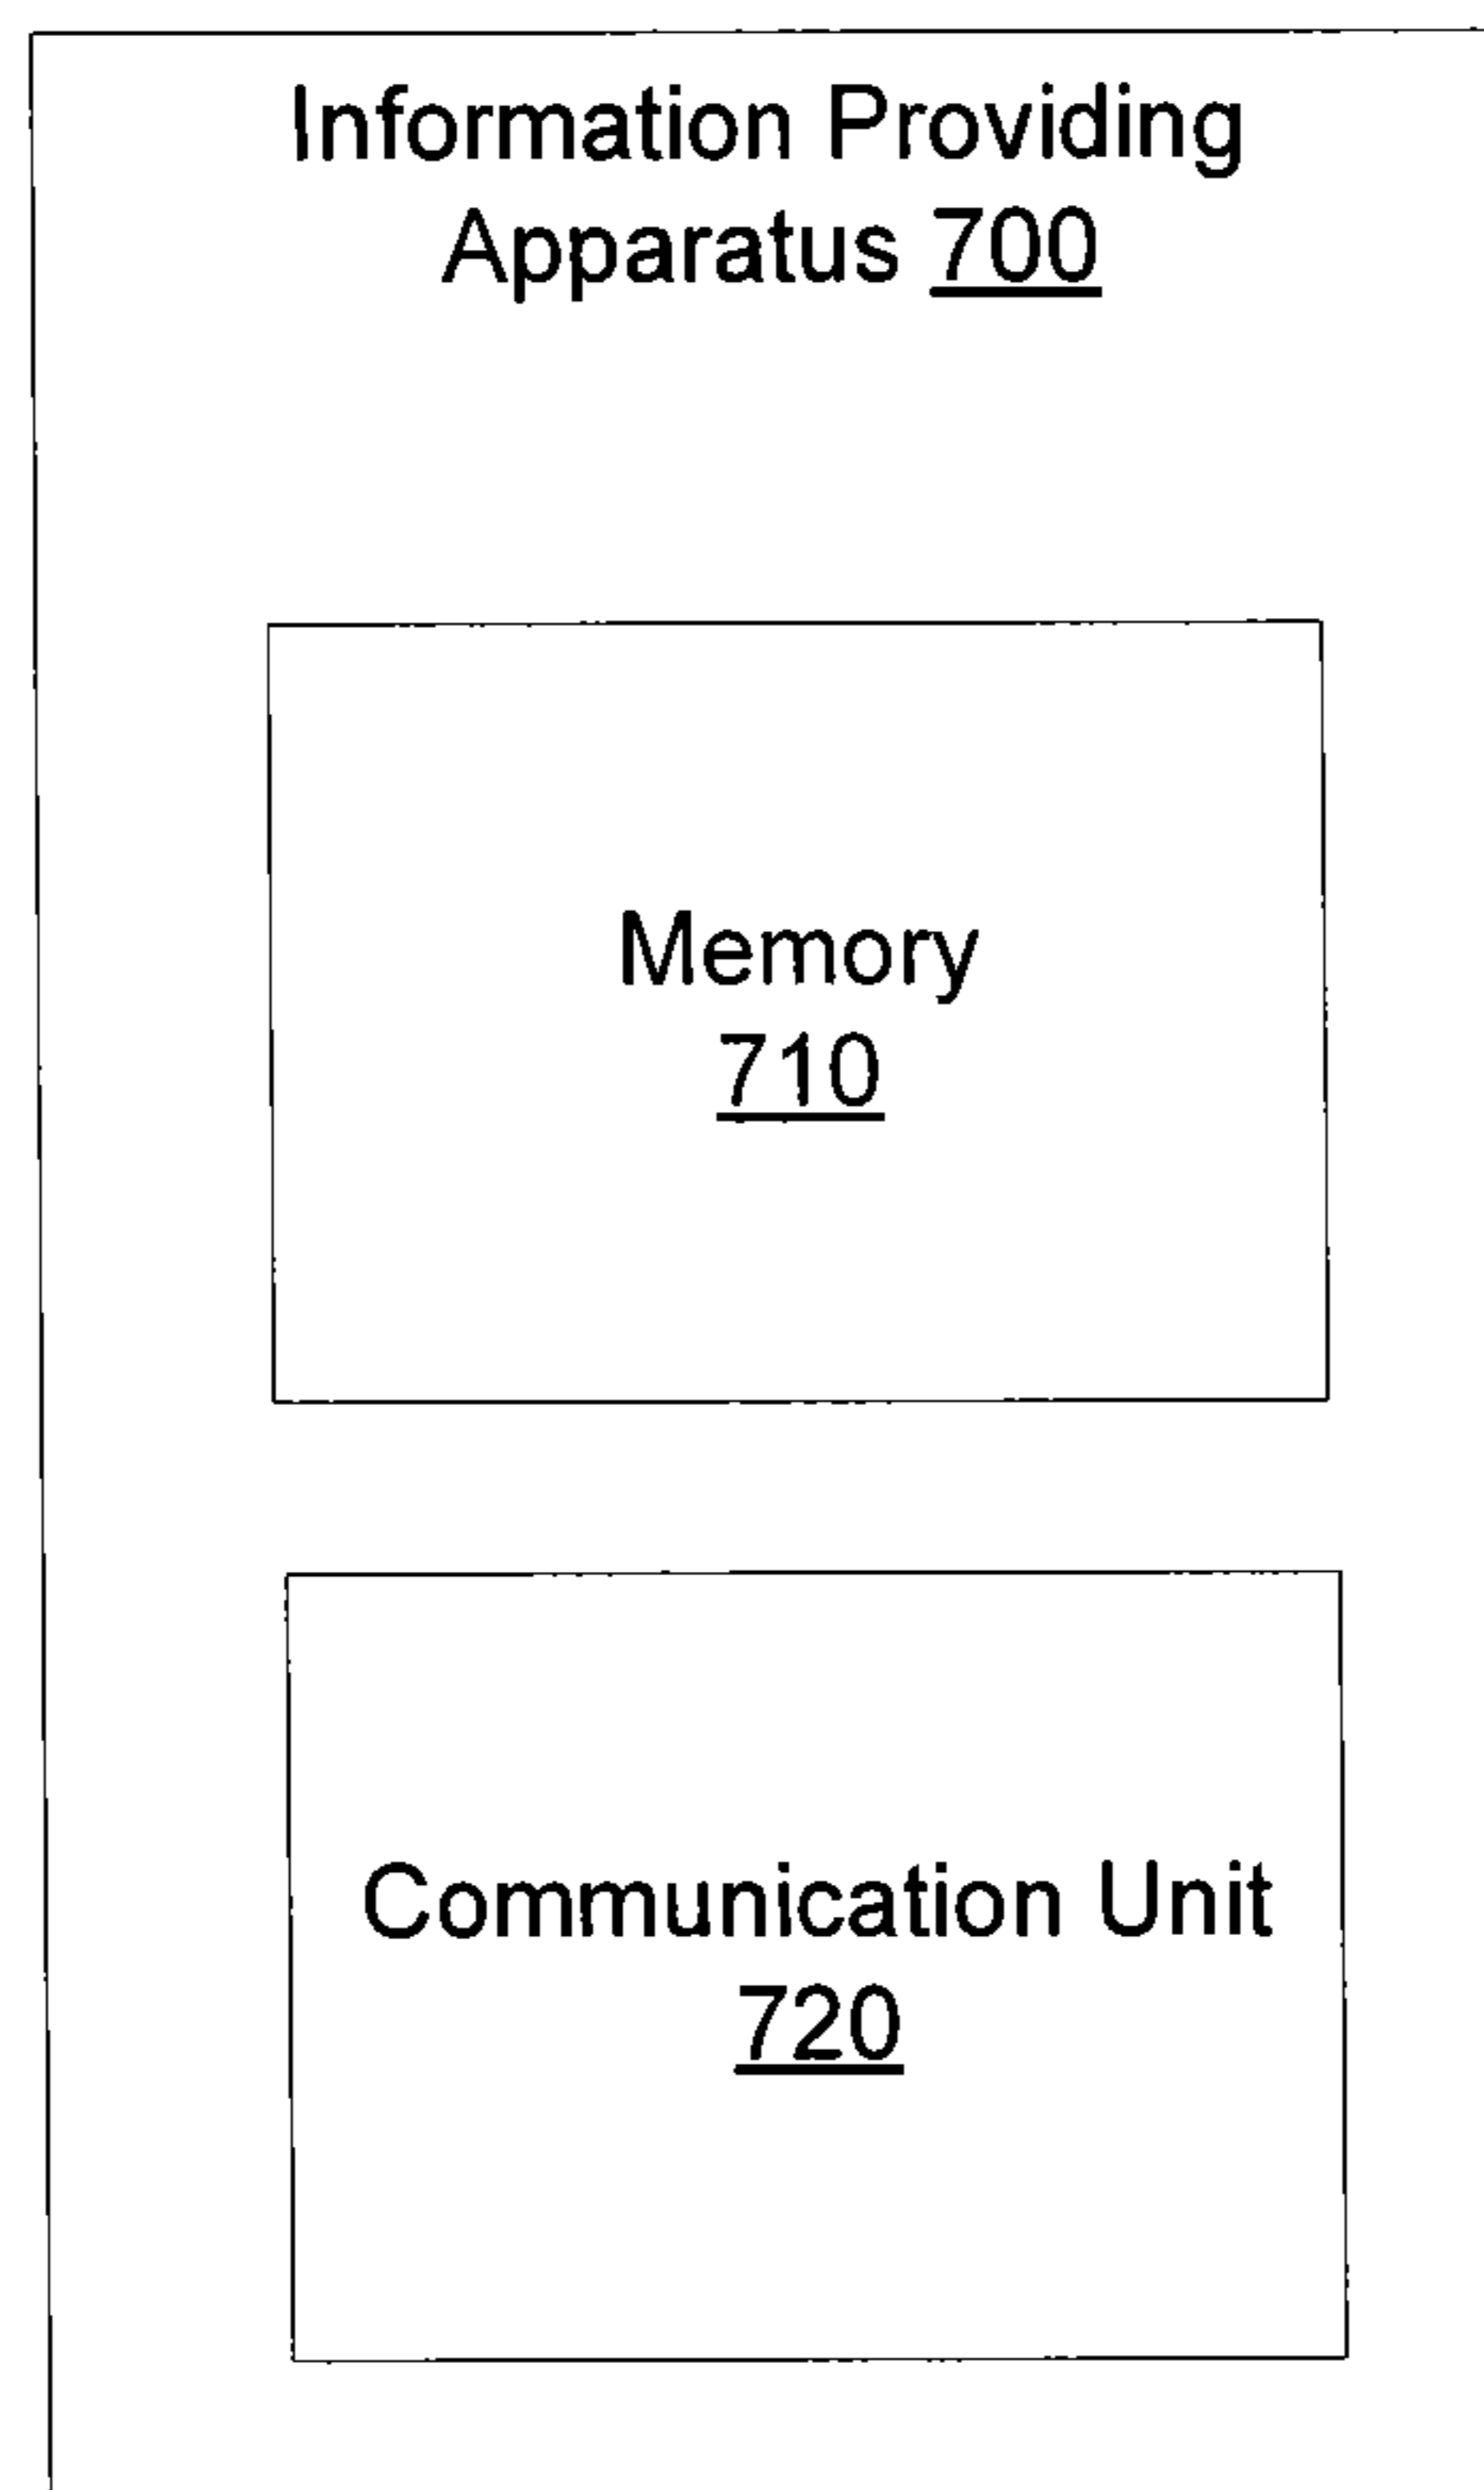 Information Providing
Apparatus 700
Memory
710
Communication Unit
720